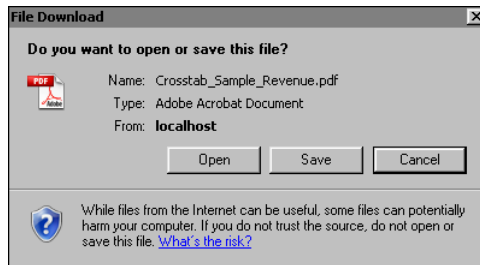 File Download
Do you want to open or save this file?
PDF
Adobe
Name: Crosstab_Sample_Revenue.pdf
Type: Adobe Acrobat Document
From: localhost
Open Save Cancel
While files from the Internet can be useful, some files can potentially
harm your computer. If you do not trust the source, do not open or
save this file. What's the risk?